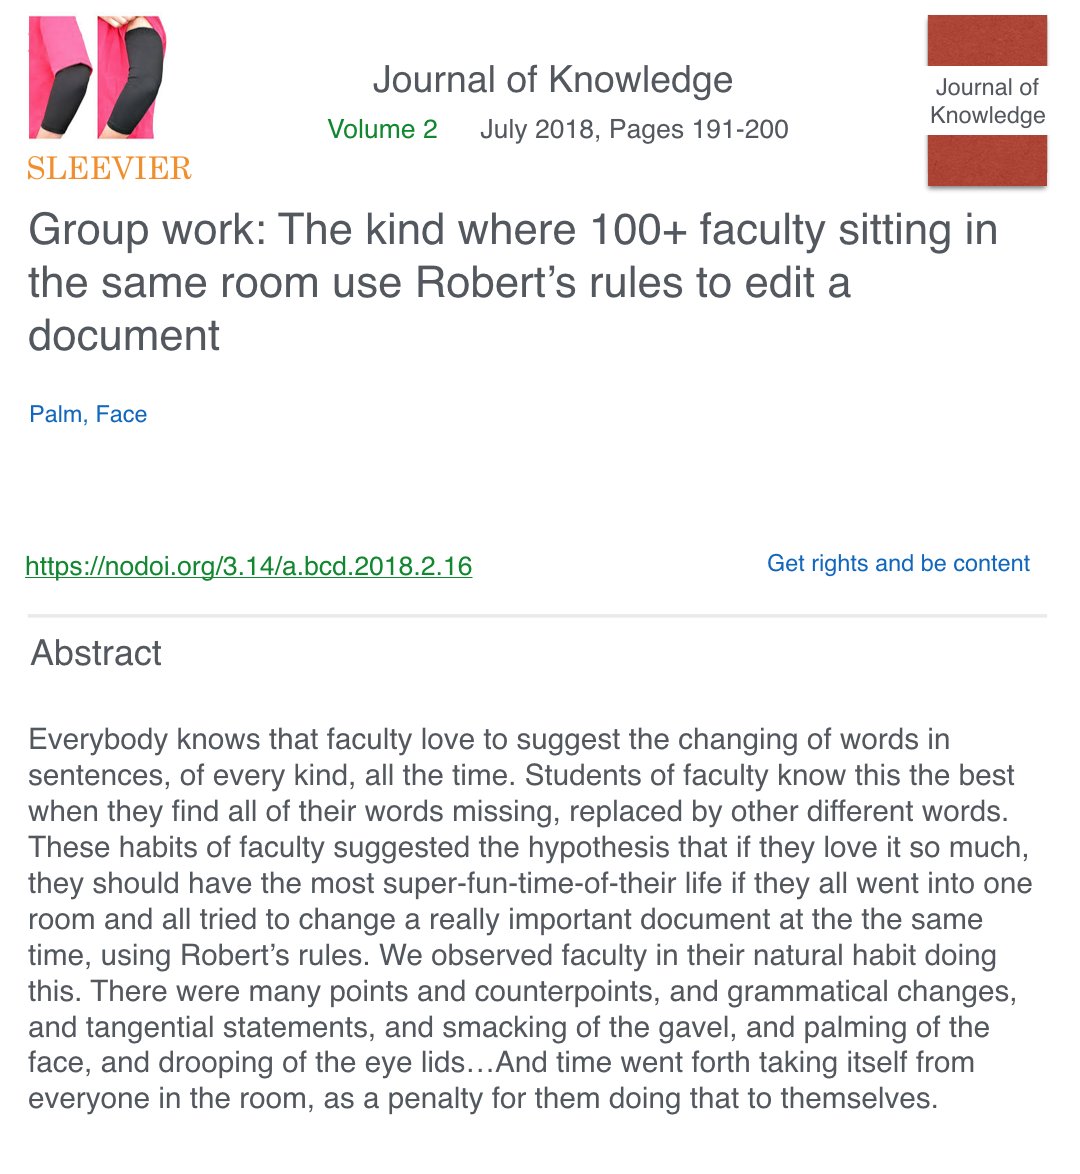 Journal of Knowledge
Volume 2 July 2018, Pages 191-200
Journal of
Knowledge
SLEEVIER
Group work: The kind where 100+ faculty sitting in
the same room use Robert’s rules to edit a
document
Palm, Face
https://nodoi.org/3.14/a.bcd.2018.2.16
Get rights and be content
Abstract
Everybody knows that faculty love to suggest the changing of words in
sentences, of every kind, all the time. Students of faculty know this the best
when they find all of their words missing, replaced by other different words.
These habits of faculty suggested the hypothesis that if they love it so much,
they should have the most super-fun-time-of-their life if they all went into one
room and all tried to change a really important document at the the same
time, using Robert’s rules. We observed faculty in their natural habit doing
this. There were many points and counterpoints, and grammatical changes,
and tangential statements, and smacking of the gavel, and palming of the
face, and drooping of the eye lids…And time went forth taking itself from
everyone in the room, as a penalty for them doing that to themselves.